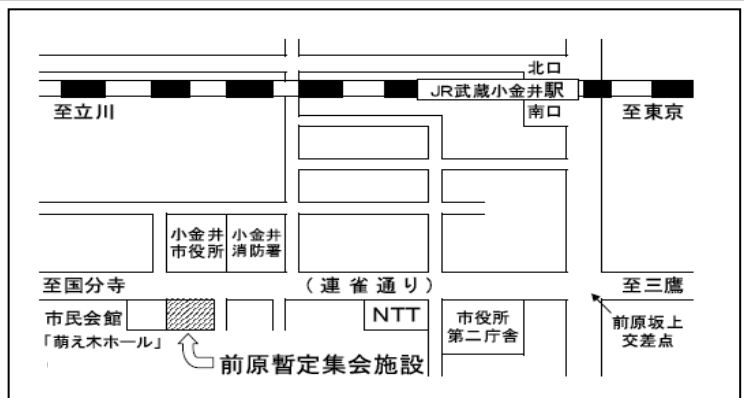 北口
JR武蔵小金井駅
至立川
南口
至東京
小金井
市役所
小金井
消防署
至国分寺
(連雀通り)
至三鷹
市民会館
「萌え木ホール」
NTT
市役所
第二庁舎
前原坂上
交差点
前原暫定集会施設